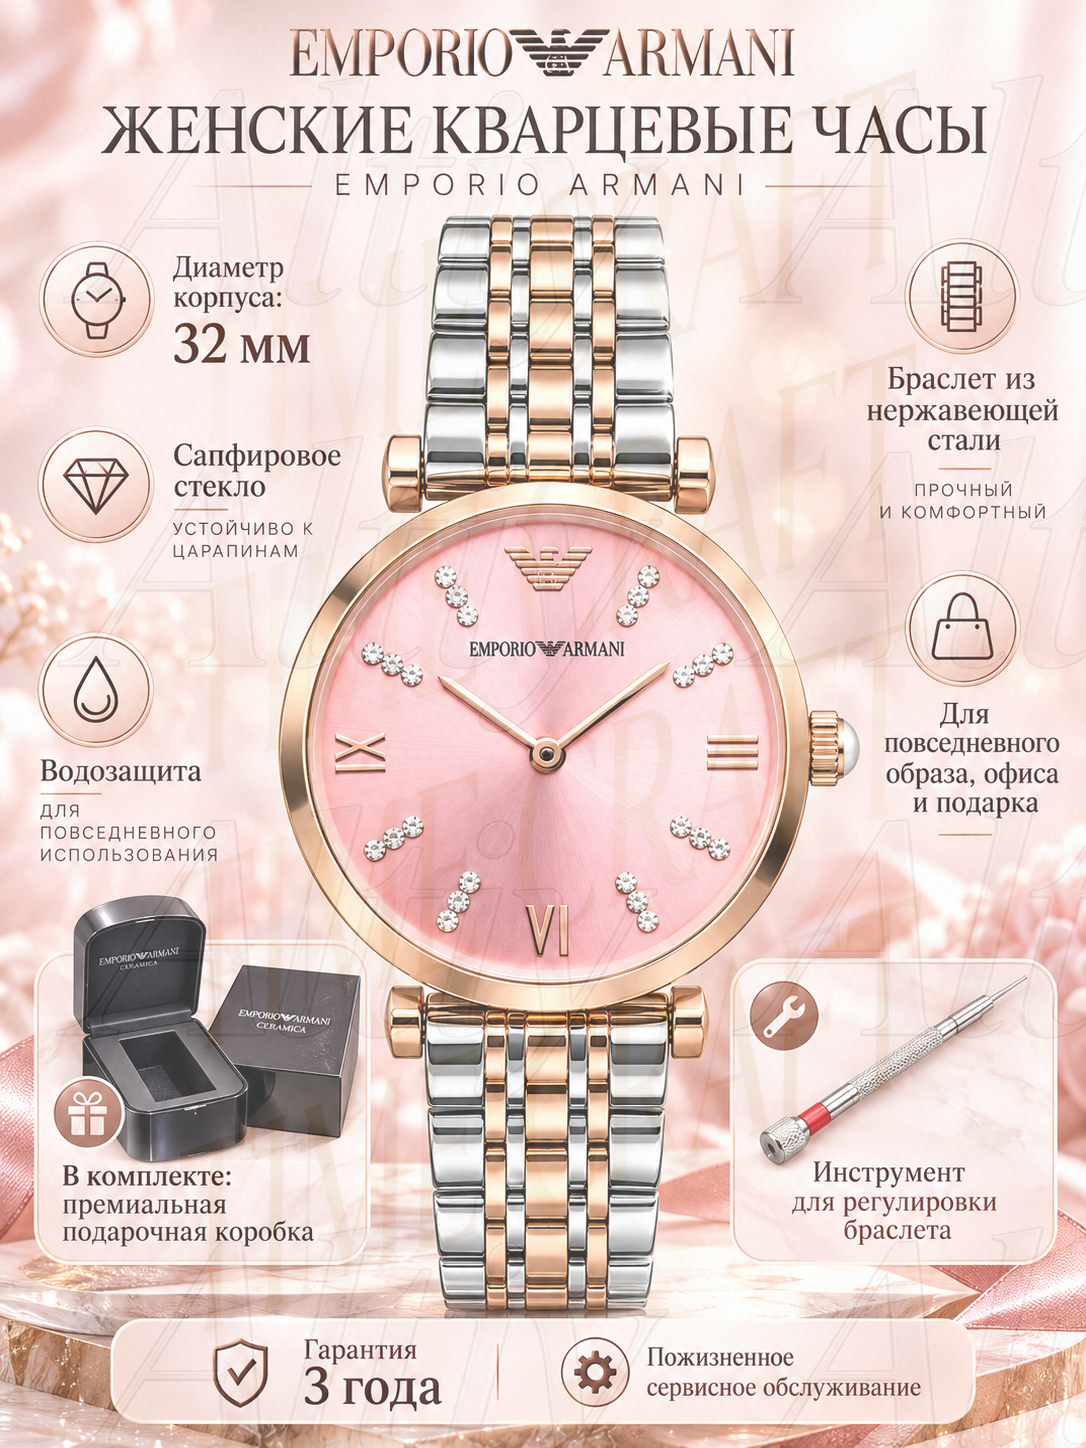 EMPORIO ARMANI
ЖЕНСКИЕ КВАРЦЕВЫЕ ЧАСЫ
EMPORIO ARMANI
Диаметр
корпуса:
32 мм
Сапфировое
стекло
УСТОЙЧИВО К
ЦАРАПИНАМ
Водозащита
ДЛЯ
ПОВСЕДНЕВНОГО
ИСПОЛЬЗОВАНИЯ
Браслет из
нержавеющей
стали
ПРОЧНЫЙ
И КОМФОРТНЫЙ
Для
повседневного
образа, офиса
и подарка
EMPORIO ARMANI
IX
III
VI
EMPORIO ARMANI
CERAMICA
EMPORIO ARMANI
CERAMICA
В комплекте:
премиальная
подарочная коробка
Инструмент
для регулировки
браслета
Гарантия
3 года
Пожизненное
сервисное обслуживание